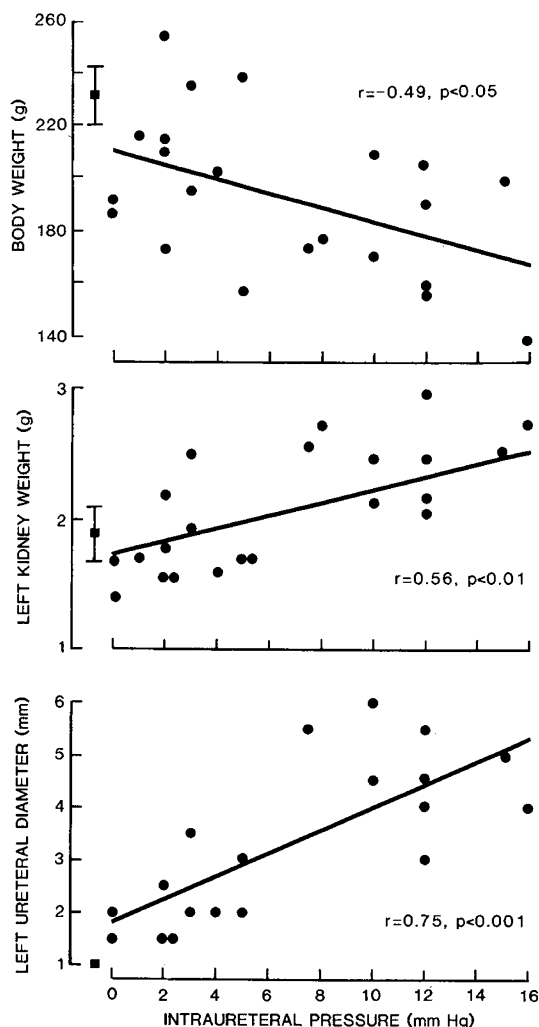 260
220
180
140
BODY WEIGHT (g)
r=-0.49, p<0.05
3
2
1
LEFT KIDNEY WEIGHT (g)
r=0.56, p<0.01
6
5
4
3
2
1
LEFT URETERAL DIAMETER (mm)
r=0.75, p<0.001
0 2 4 6 8 10 12 14 16
INTRAURETERAL PRESSURE (mm Hg)